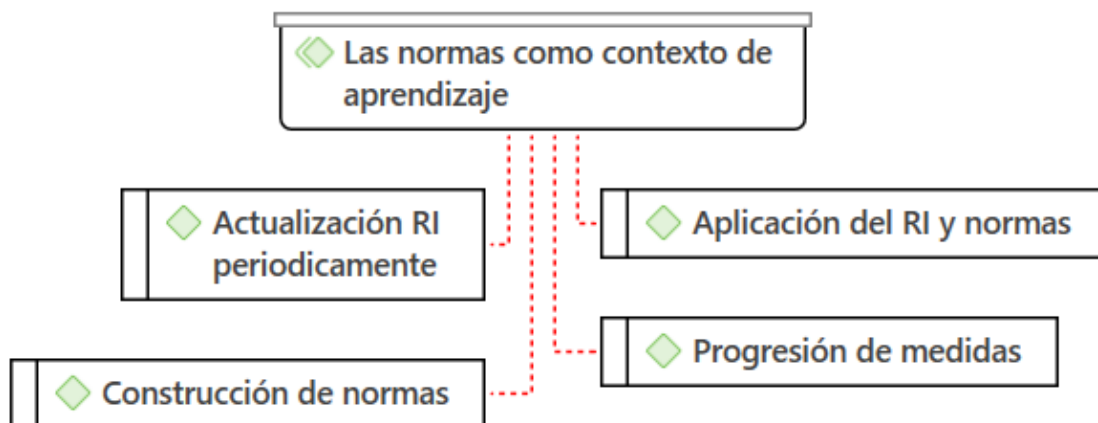 Las normas como contexto de
aprendizaje
Actualización RI
periodicamente
Aplicación del RI y normas
Progresión de medidas
Construcción de normas